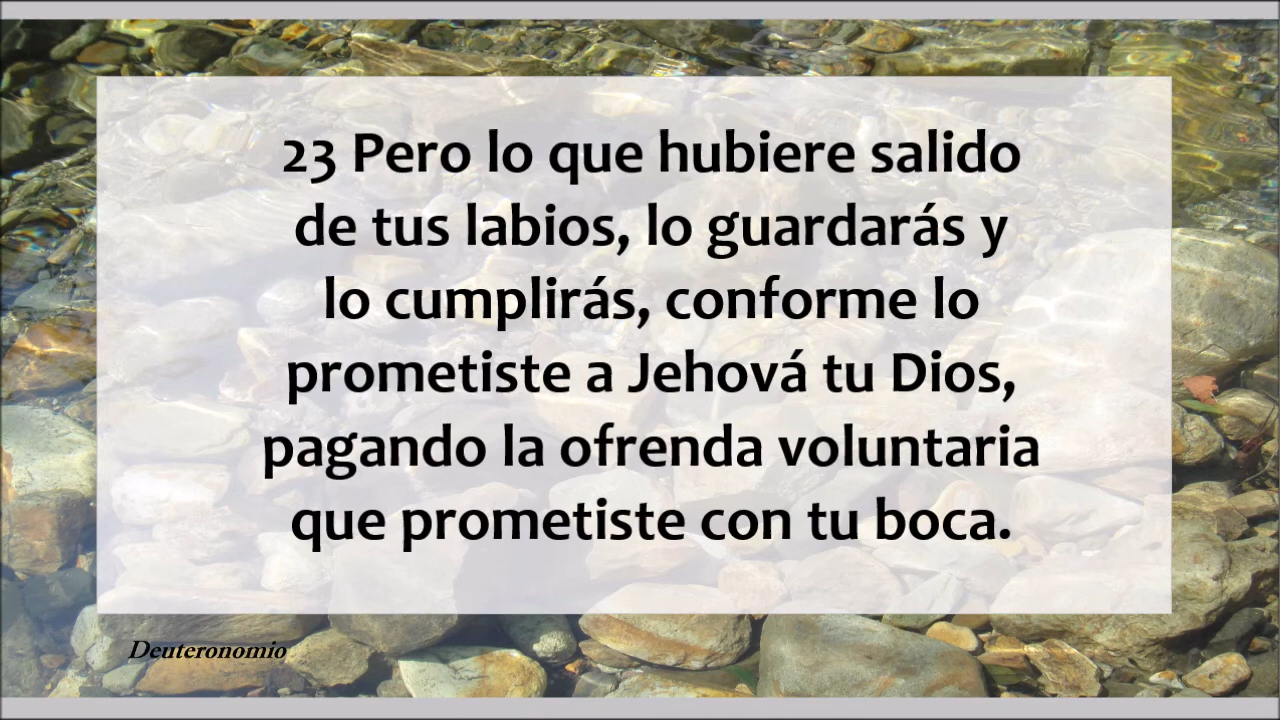 23 Pero lo que hubiere salido
de tus labios, lo guardarás y
lo cumplirás, conforme lo
prometiste a Jehová tu Dios,
pagando la ofrenda voluntaria
que prometiste con tu boca.
Deuteronomio